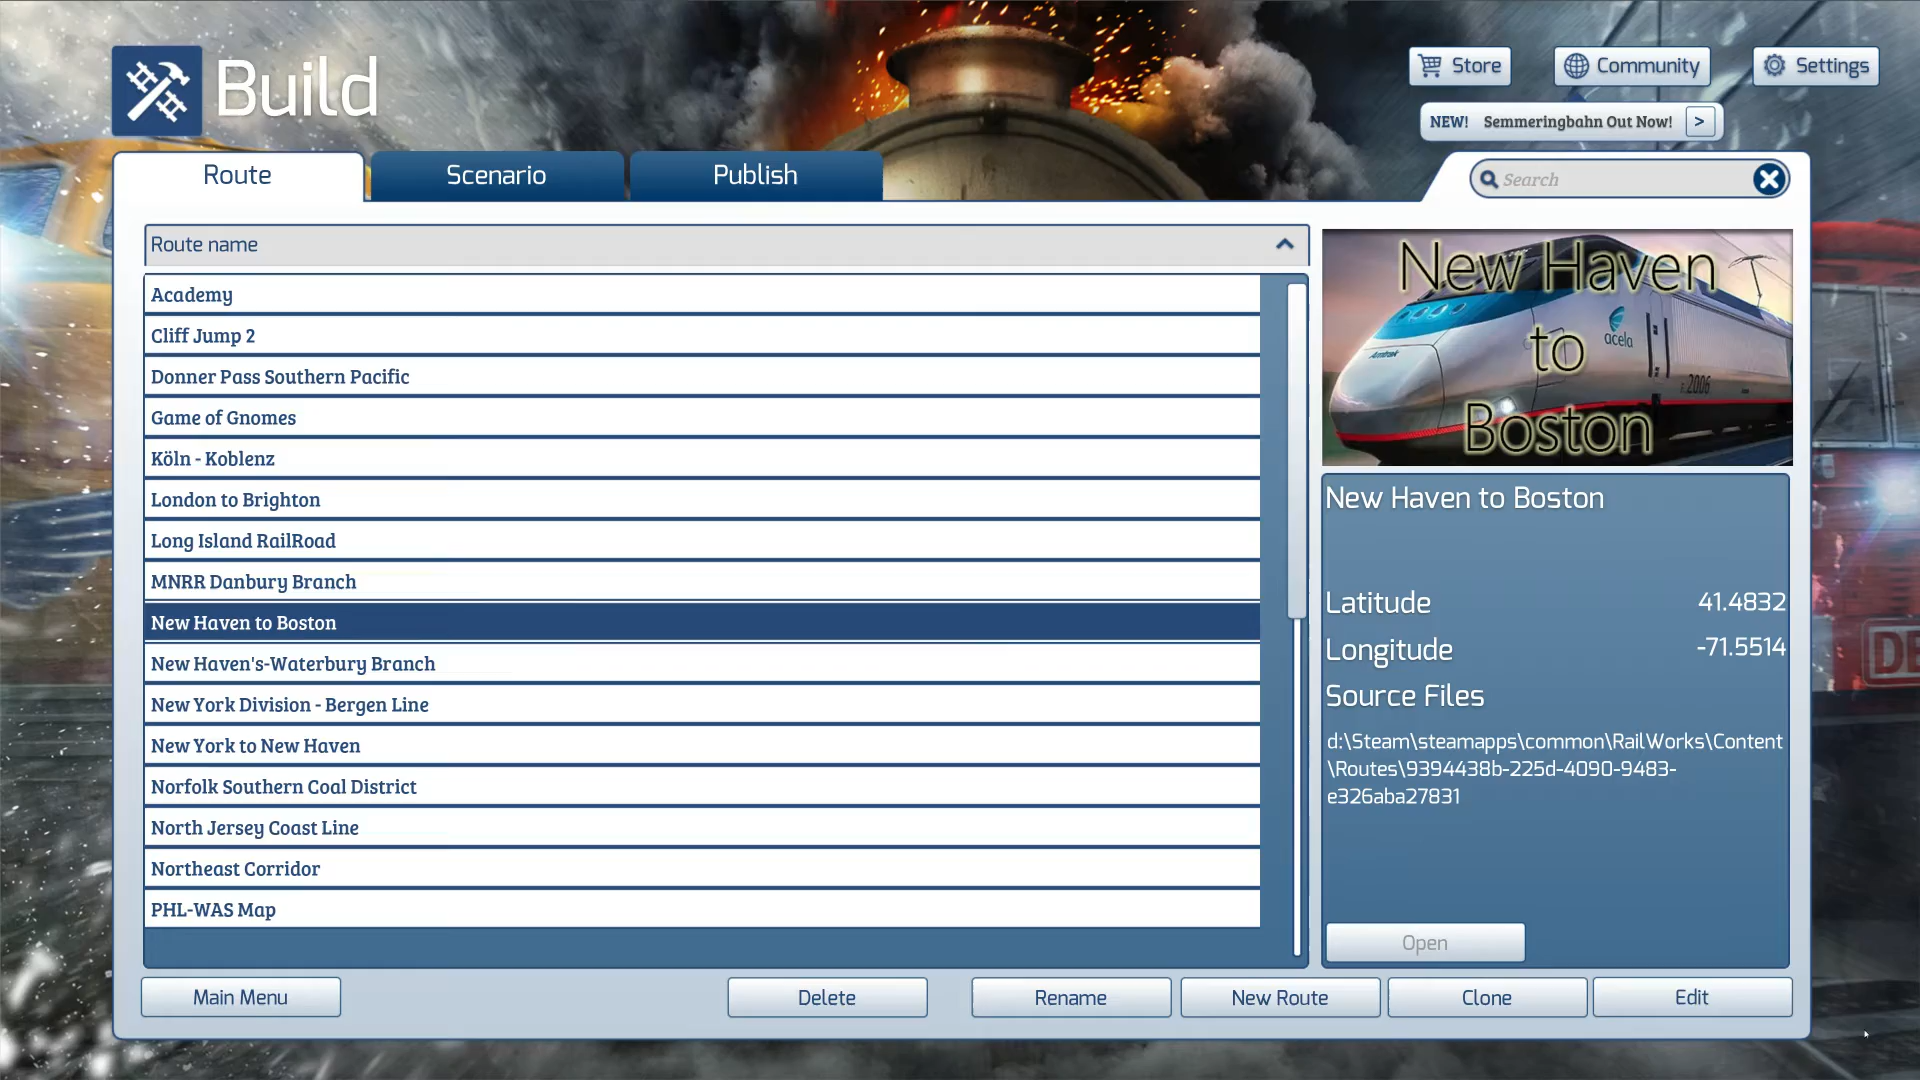 Build
Store
Community
Settings
NEW! Semmeringbahn Out Now! >
Route
Scenario
Publish
Search
Route name
Academy
Cliff Jump 2
Donner Pass Southern Pacific
Game of Gnomes
Köln - Koblenz
London to Brighton
Long Island RailRoad
MNRR Danbury Branch
New Haven to Boston
New Haven's-Waterbury Branch
New York Division - Bergen Line
New York to New Haven
Norfolk Southern Coal District
North Jersey Coast Line
Northeast Corridor
PHL-WAS Map
New Haven
to
Boston
acela
Amtrak
2006
New Haven to Boston
Latitude 41.4832
Longitude -71.5514
Source Files
d:\Steam\steamapps\common\RailWorks\Content
\Routes\9394438b-225d-4090-9483-
e326aba27831
Open
DB
Main Menu
Delete
Rename
New Route
Clone
Edit